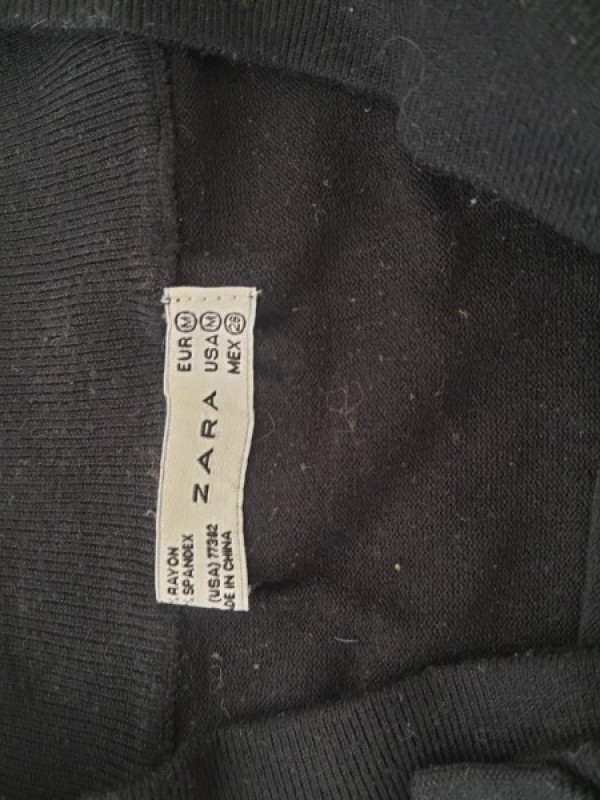 EUR M
USA M
MEX 28
ZARA
RAYON
SPANDEX
(USA) 77382
DE IN CHINA